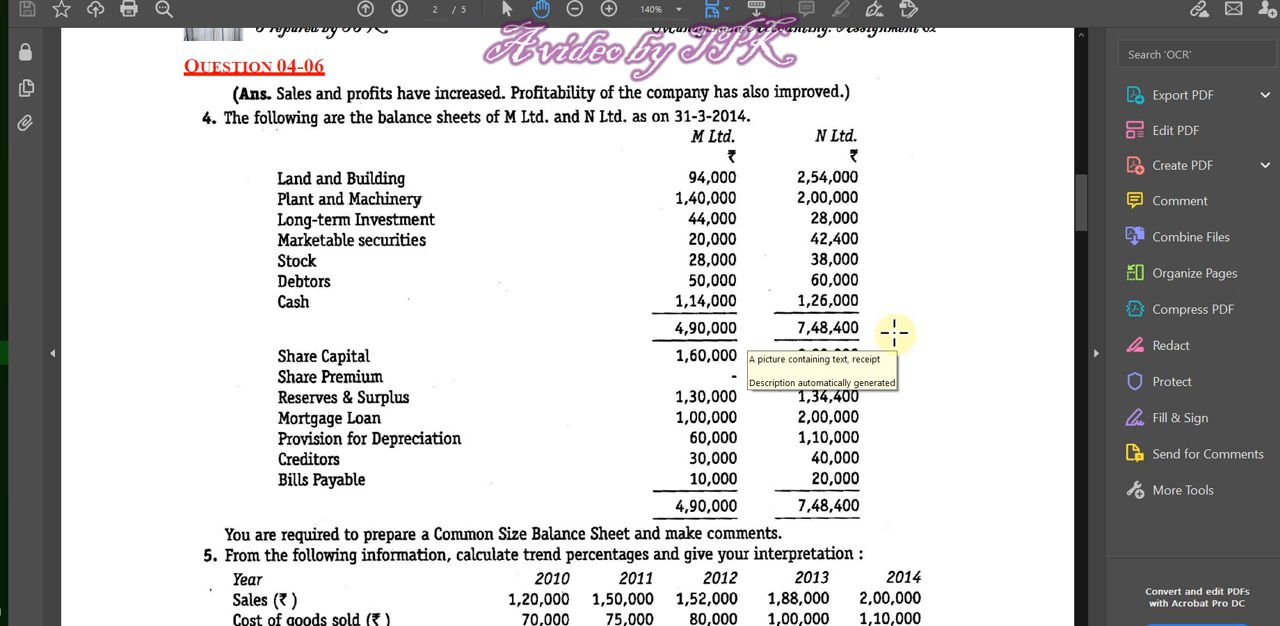 2 / 5
140%
Prepared by JJK
Management Accounting: Assignment 02
A video by JJK
QUESTION 04-06
(Ans. Sales and profits have increased. Profitability of the company has also improved.)
4. The following are the balance sheets of M Ltd. and N Ltd. as on 31-3-2014.
M Ltd. N Ltd.
₹ ₹
Land and Building 94,000 2,54,000
Plant and Machinery 1,40,000 2,00,000
Long-term Investment 44,000 28,000
Marketable securities 20,000 42,400
Stock 28,000 38,000
Debtors 50,000 60,000
Cash 1,14,000 1,26,000
4,90,000 7,48,400
Share Capital 1,60,000
Share Premium -
Reserves & Surplus 1,30,000 1,34,400
Mortgage Loan 1,00,000 2,00,000
Provision for Depreciation 60,000 1,10,000
Creditors 30,000 40,000
Bills Payable 10,000 20,000
4,90,000 7,48,400
A picture containing text, receipt
Description automatically generated
You are required to prepare a Common Size Balance Sheet and make comments.
5. From the following information, calculate trend percentages and give your interpretation :
Year 2010 2011 2012 2013 2014
Sales (₹ ) 1,20,000 1,50,000 1,52,000 1,88,000 2,00,000
Cost of goods sold (₹ ) 70,000 75,000 80,000 1,00,000 1,10,000
Search 'OCR'
Export PDF
Edit PDF
Create PDF
Comment
Combine Files
Organize Pages
Compress PDF
Redact
Protect
Fill & Sign
Send for Comments
More Tools
Convert and edit PDFs
with Acrobat Pro DC